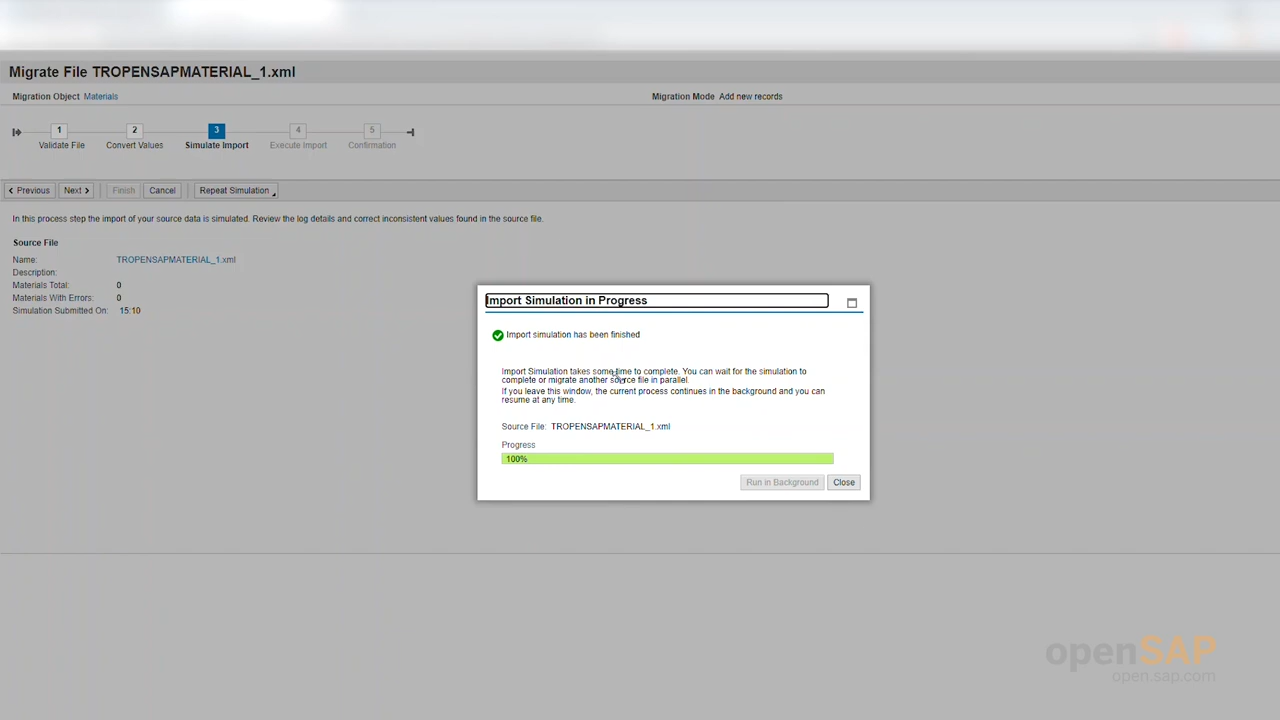 Migrate File TROPENSAPMATERIAL_1.xml
Migration Object Materials
Migration Mode Add new records
1 2 3 4 5
Validate File Convert Values Simulate Import Execute Import Confirmation
Previous Next Finish Cancel Repeat Simulation
In this process step the import of your source data is simulated. Review the log details and correct inconsistent values found in the source file.
Source File
Name: TROPENSAPMATERIAL_1.xml
Description:
Materials Total: 0
Materials With Errors: 0
Simulation Submitted On: 15:10
Import Simulation in Progress
Import simulation has been finished
Import Simulation takes some time to complete. You can wait for the simulation to
complete or migrate another source file in parallel.
If you leave this window, the current process continues in the background and you can
resume at any time.
Source File: TROPENSAPMATERIAL_1.xml
Progress
100%
Run in Background Close
openSAP
open.sap.com